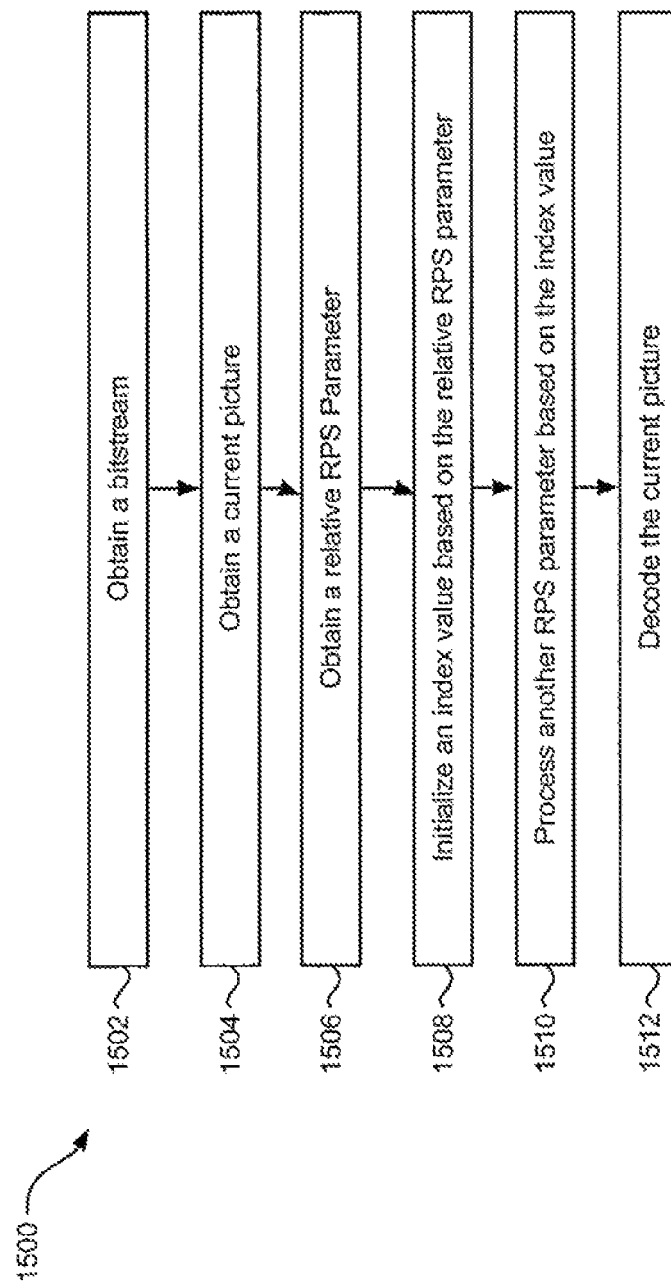 1500
1502
Obtain a bitstream
1504
Obtain a current picture
1506
Obtain a relative RPS Parameter
1508
Initialize an index value based on the relative RPS parameter
1510
Process another RPS parameter based on the index value
1512
Decode the current picture